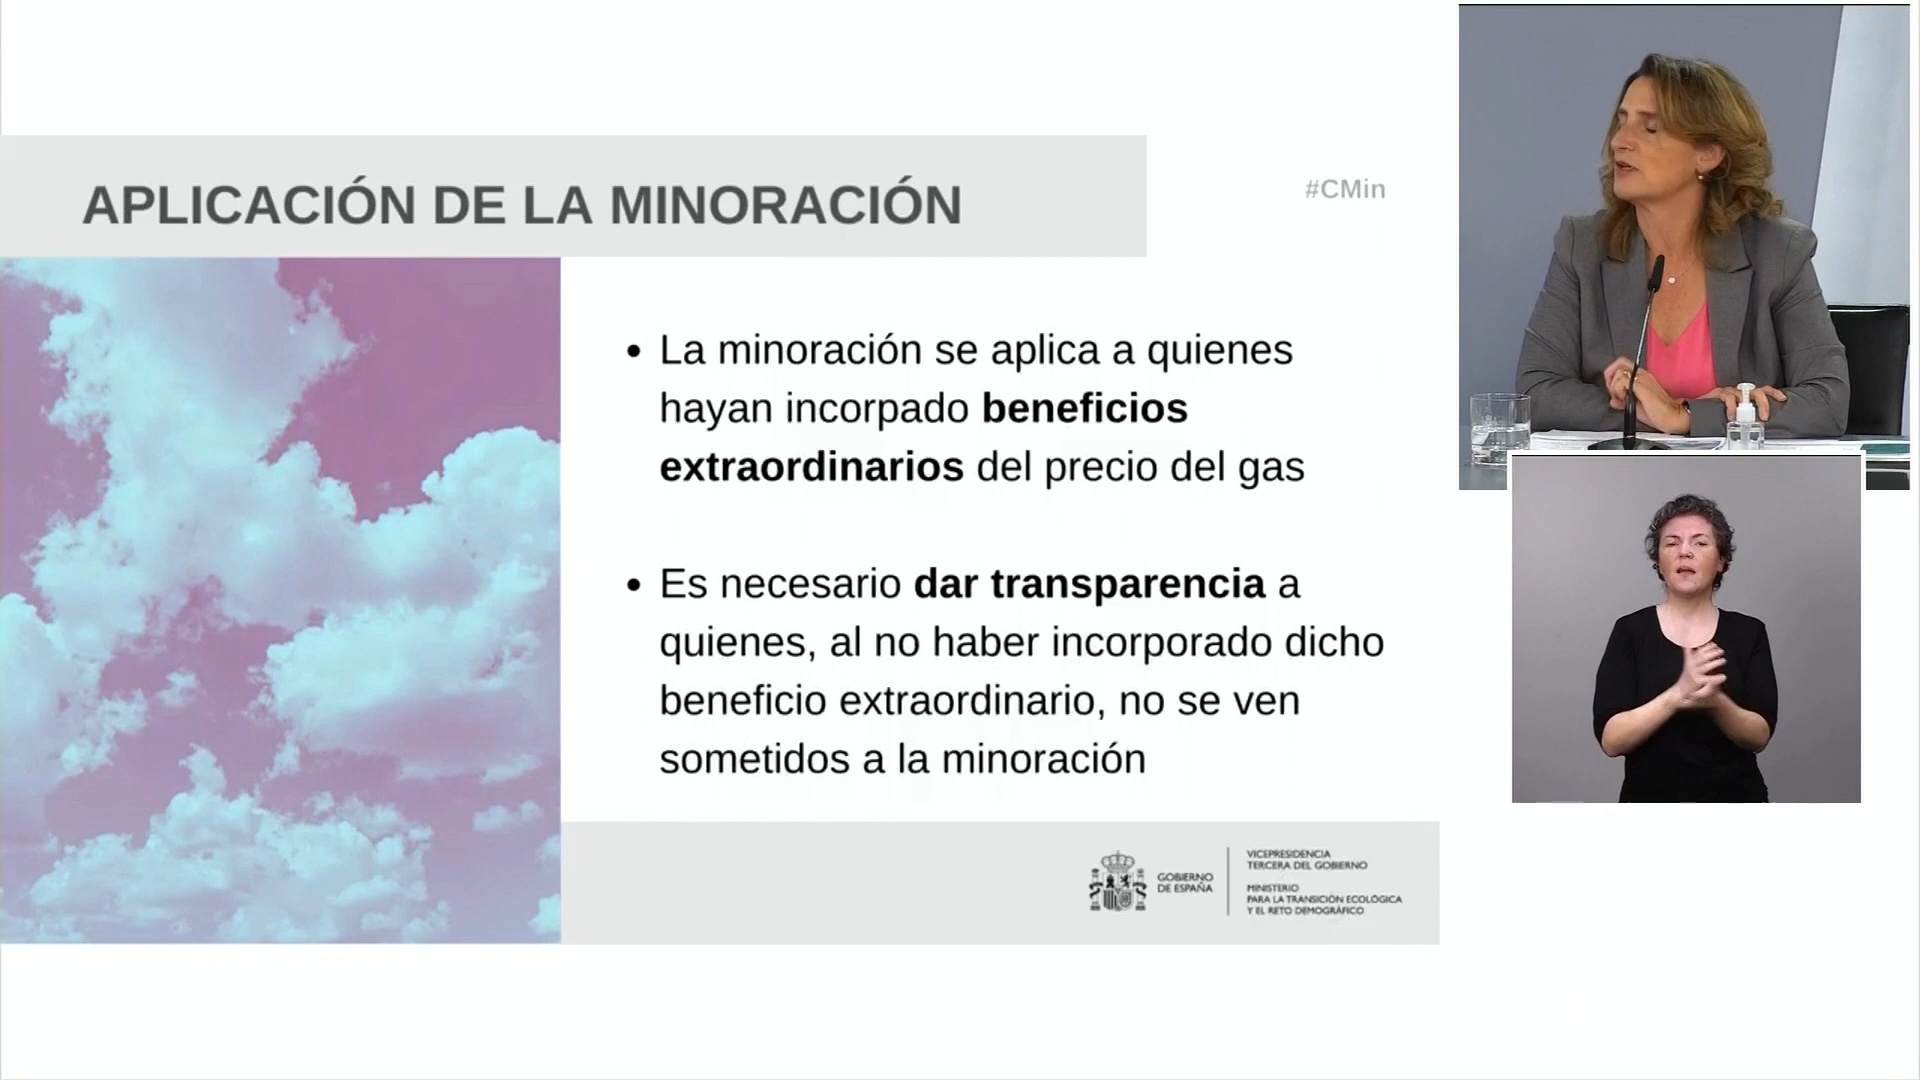 APLICACIÓN DE LA MINORACIÓN
#CMin
• La minoración se aplica a quienes
hayan incorpado beneficios
extraordinarios del precio del gas
• Es necesario dar transparencia a
quienes, al no haber incorporado dicho
beneficio extraordinario, no se ven
sometidos a la minoración
GOBIERNO
DE ESPAÑA
VICEPRESIDENCIA
TERCERA DEL GOBIERNO
MINISTERIO
PARA LA TRANSICIÓN ECOLÓGICA
Y EL RETO DEMOGRÁFICO